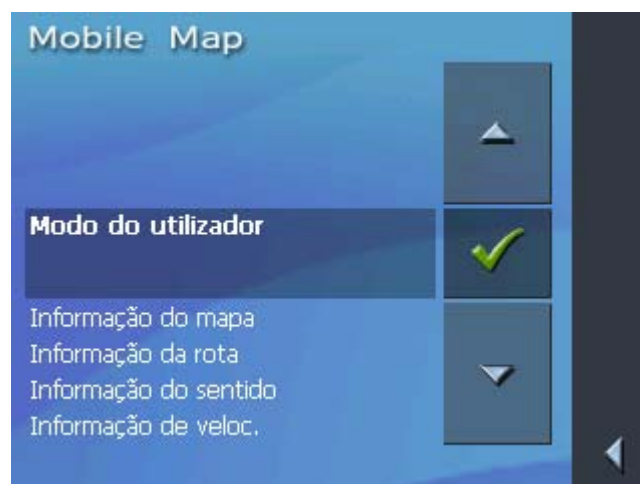 Mobile Map
Modo do utilizador
Informação do mapa
Informação da rota
Informação do sentido
Informação de veloc.